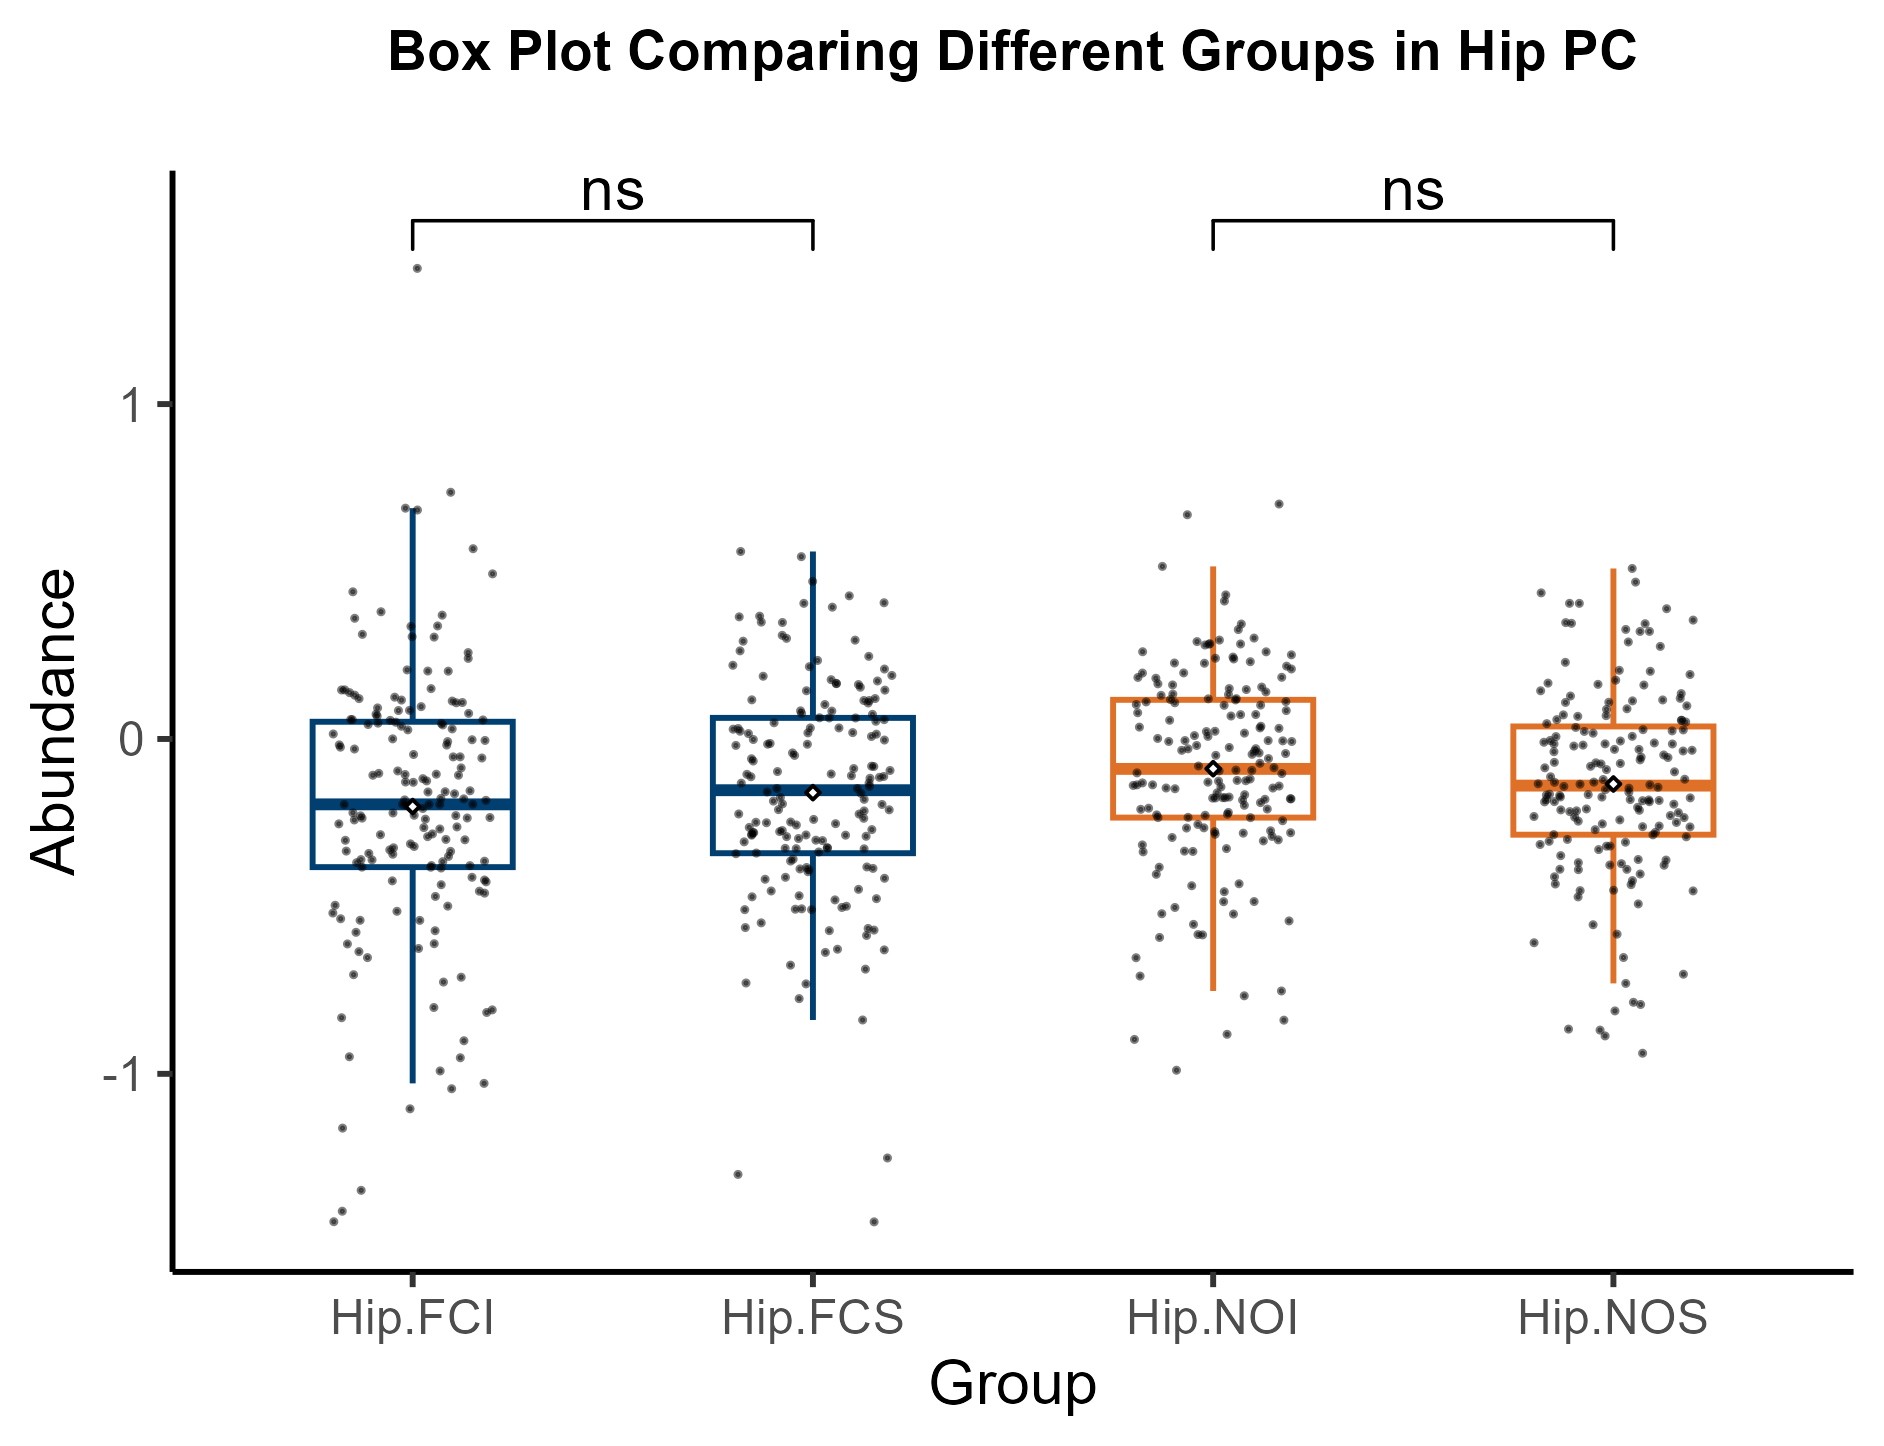 Box Plot Comparing Different Groups in Hip PC
ns
ns
1
0
-1
Abundance
Hip.FCI
Hip.FCS
Hip.NOI
Hip.NOS
Group